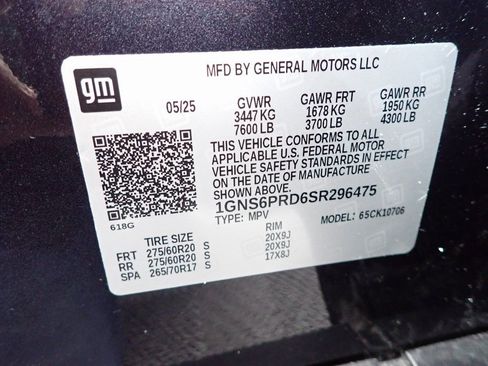 gm
MFD BY GENERAL MOTORS LLC
05/25 GVWR GAWR FRT GAWR RR
3447 KG 1678 KG 1950 KG
7600 LB 3700 LB 4300 LB
THIS VEHICLE CONFORMS TO ALL
APPLICABLE U.S. FEDERAL MOTOR
VEHICLE SAFETY STANDARDS IN EFFECT
ON THE DATE OF MANUFACTURE
SHOWN ABOVE.
1GNS6PRD6SR296475
618G TYPE: MPV MODEL: 65CK10706
TIRE SIZE RIM
FRT 275/60R20 S 20X9J
RR 275/60R20 S 20X9J
SPA 265/70R17 S 17X8J